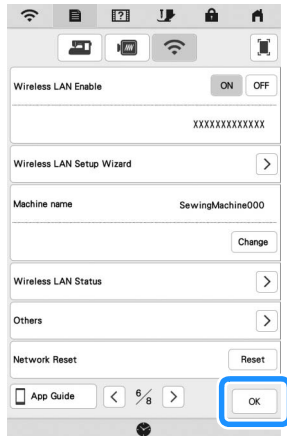 Wireless LAN Enable ON OFF
XXXXXXXXXXXXX
Wireless LAN Setup Wizard >
Machine name SewingMachine000
Change
Wireless LAN Status >
Others >
Network Reset Reset
App Guide < 6/8 > OK